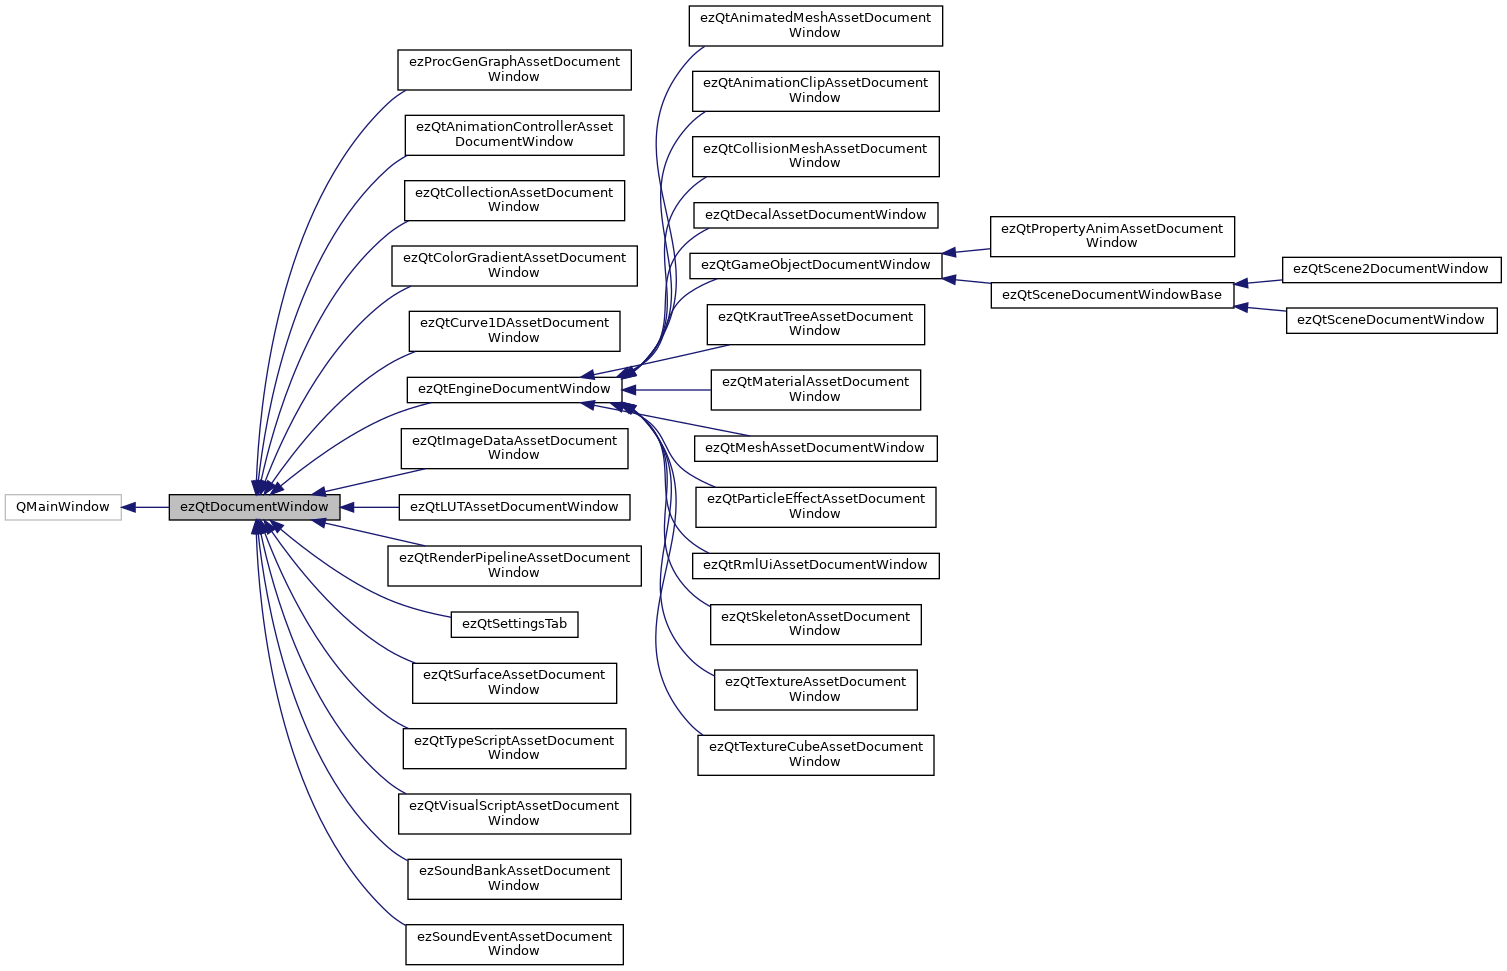 QMainWindow
ezQtDocumentWindow
ezProcGenGraphAssetDocument
Window
ezQtAnimationControllerAsset
DocumentWindow
ezQtCollectionAssetDocument
Window
ezQtColorGradientAssetDocument
Window
ezQtCurve1DAssetDocument
Window
ezQtEngineDocumentWindow
ezQtImageDataAssetDocument
Window
ezQtLUTAssetDocumentWindow
ezQtRenderPipelineAssetDocument
Window
ezQtSettingsTab
ezQtSurfaceAssetDocument
Window
ezQtTypeScriptAssetDocument
Window
ezQtVisualScriptAssetDocument
Window
ezSoundBankAssetDocument
Window
ezSoundEventAssetDocument
Window
ezQtAnimatedMeshAssetDocument
Window
ezQtAnimationClipAssetDocument
Window
ezQtCollisionMeshAssetDocument
Window
ezQtDecalAssetDocumentWindow
ezQtGameObjectDocumentWindow
ezQtKrautTreeAssetDocument
Window
ezQtMaterialAssetDocument
Window
ezQtMeshAssetDocumentWindow
ezQtParticleEffectAssetDocument
Window
ezQtRmlUiAssetDocumentWindow
ezQtSkeletonAssetDocument
Window
ezQtTextureAssetDocument
Window
ezQtTextureCubeAssetDocument
Window
ezQtPropertyAnimAssetDocument
Window
ezQtSceneDocumentWindowBase
ezQtScene2DocumentWindow
ezQtSceneDocumentWindow